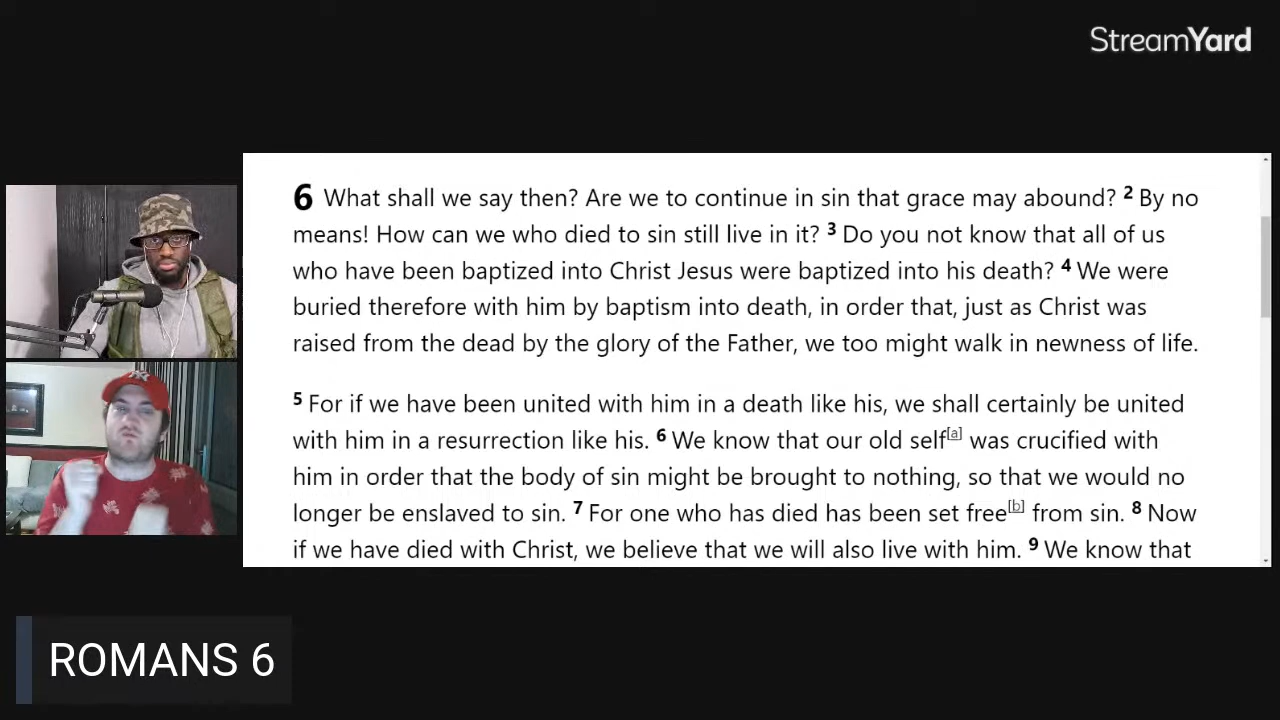 StreamYard
6 What shall we say then? Are we to continue in sin that grace may abound? 2 By no
means! How can we who died to sin still live in it? 3 Do you not know that all of us
who have been baptized into Christ Jesus were baptized into his death? 4 We were
buried therefore with him by baptism into death, in order that, just as Christ was
raised from the dead by the glory of the Father, we too might walk in newness of life.
5 For if we have been united with him in a death like his, we shall certainly be united
with him in a resurrection like his. 6 We know that our old self[a] was crucified with
him in order that the body of sin might be brought to nothing, so that we would no
longer be enslaved to sin. 7 For one who has died has been set free[b] from sin. 8 Now
if we have died with Christ, we believe that we will also live with him. 9 We know that
ROMANS 6